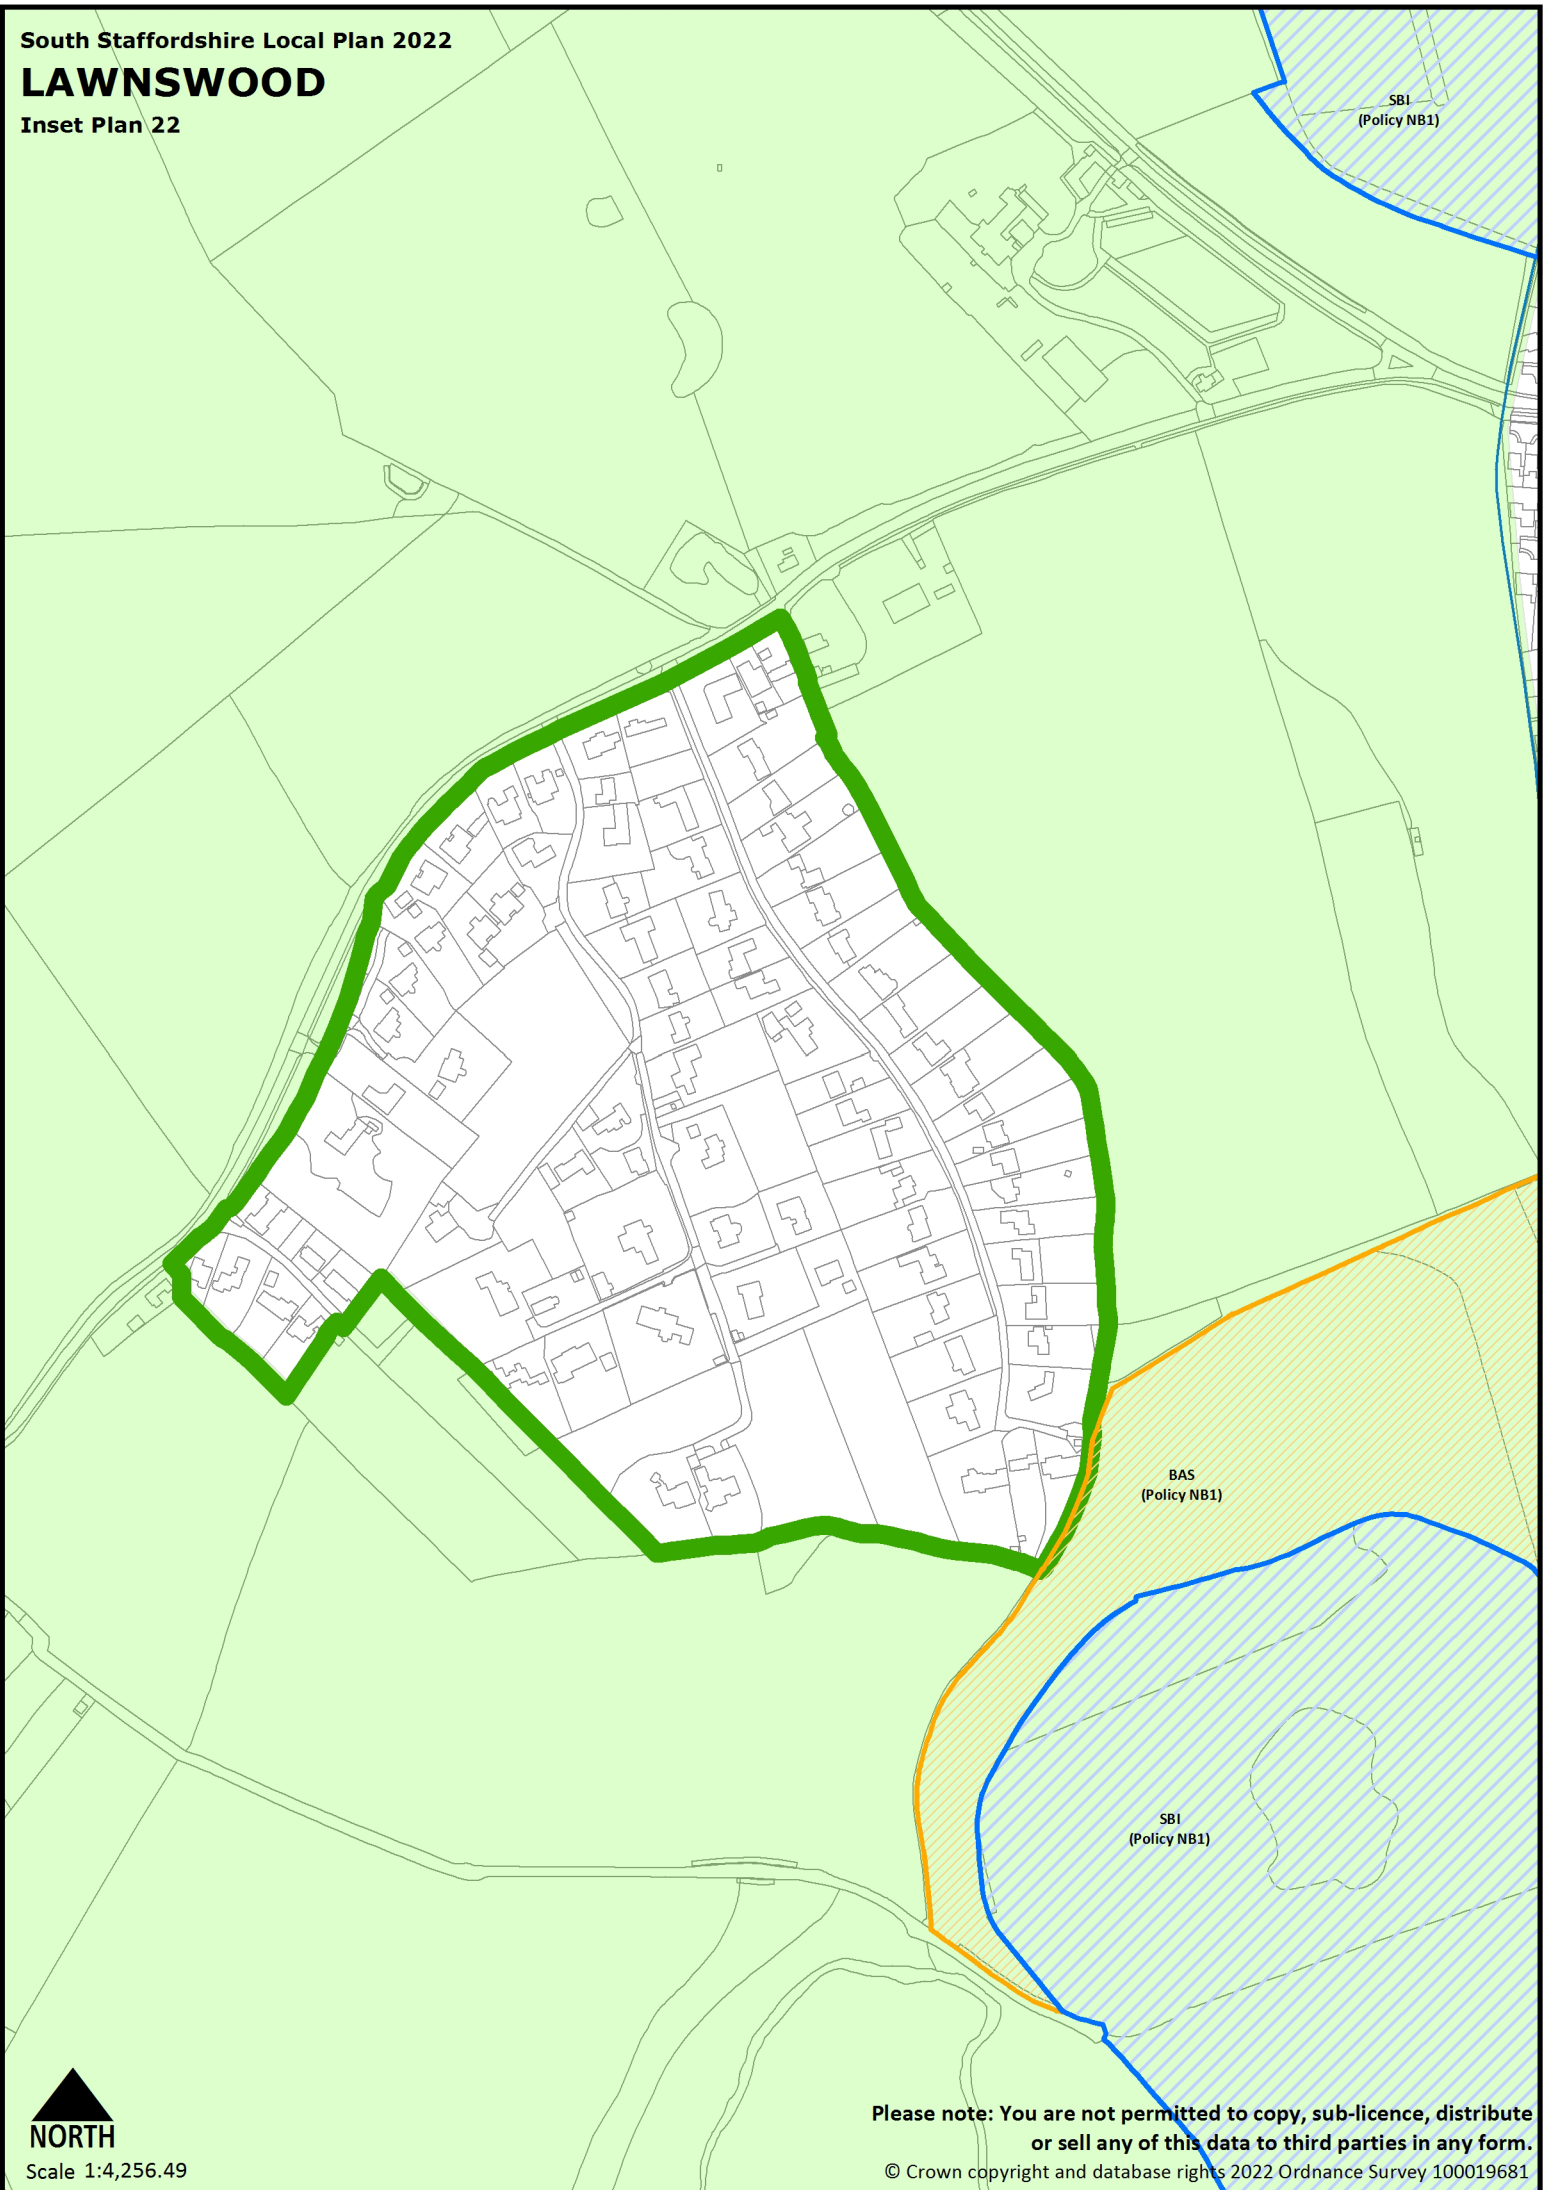 South Staffordshire Local Plan 2022
LAWNSWOOD
Inset Plan 22
SBI
(Policy NB1)
BAS
(Policy NB1)
SBI
(Policy NB1)
NORTH
Scale 1:4,256.49
Please note: You are not permitted to copy, sub-licence, distribute
or sell any of this data to third parties in any form.
© Crown copyright and database rights 2022 Ordnance Survey 100019681